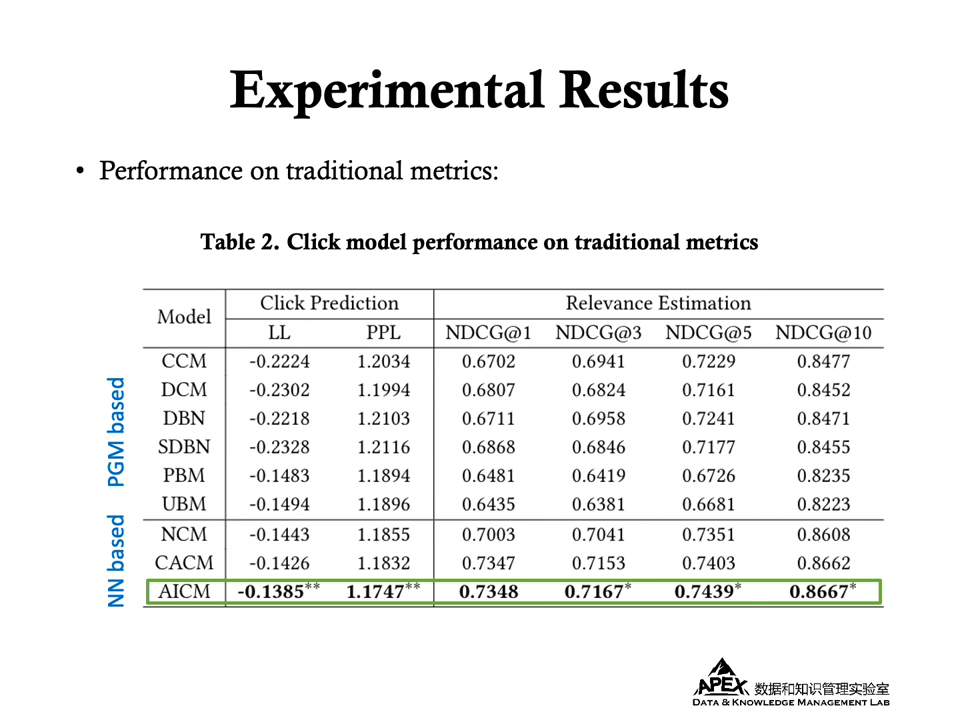 Experimental Results
• Performance on traditional metrics:
Table 2. Click model performance on traditional metrics
Model Click Prediction Relevance Estimation
LL PPL NDCG@1 NDCG@3 NDCG@5 NDCG@10
PGM based
CCM -0.2224 1.2034 0.6702 0.6941 0.7229 0.8477
DCM -0.2302 1.1994 0.6807 0.6824 0.7161 0.8452
DBN -0.2218 1.2103 0.6711 0.6958 0.7241 0.8471
SDBN -0.2328 1.2116 0.6868 0.6846 0.7177 0.8455
PBM -0.1483 1.1894 0.6481 0.6419 0.6726 0.8235
UBM -0.1494 1.1896 0.6435 0.6381 0.6681 0.8223
NN based
NCM -0.1443 1.1855 0.7003 0.7041 0.7351 0.8608
CACM -0.1426 1.1832 0.7347 0.7153 0.7403 0.8662
AICM -0.1385** 1.1747** 0.7348 0.7167* 0.7439* 0.8667*
APEX 数据和知识管理实验室
DATA & KNOWLEDGE MANAGEMENT LAB